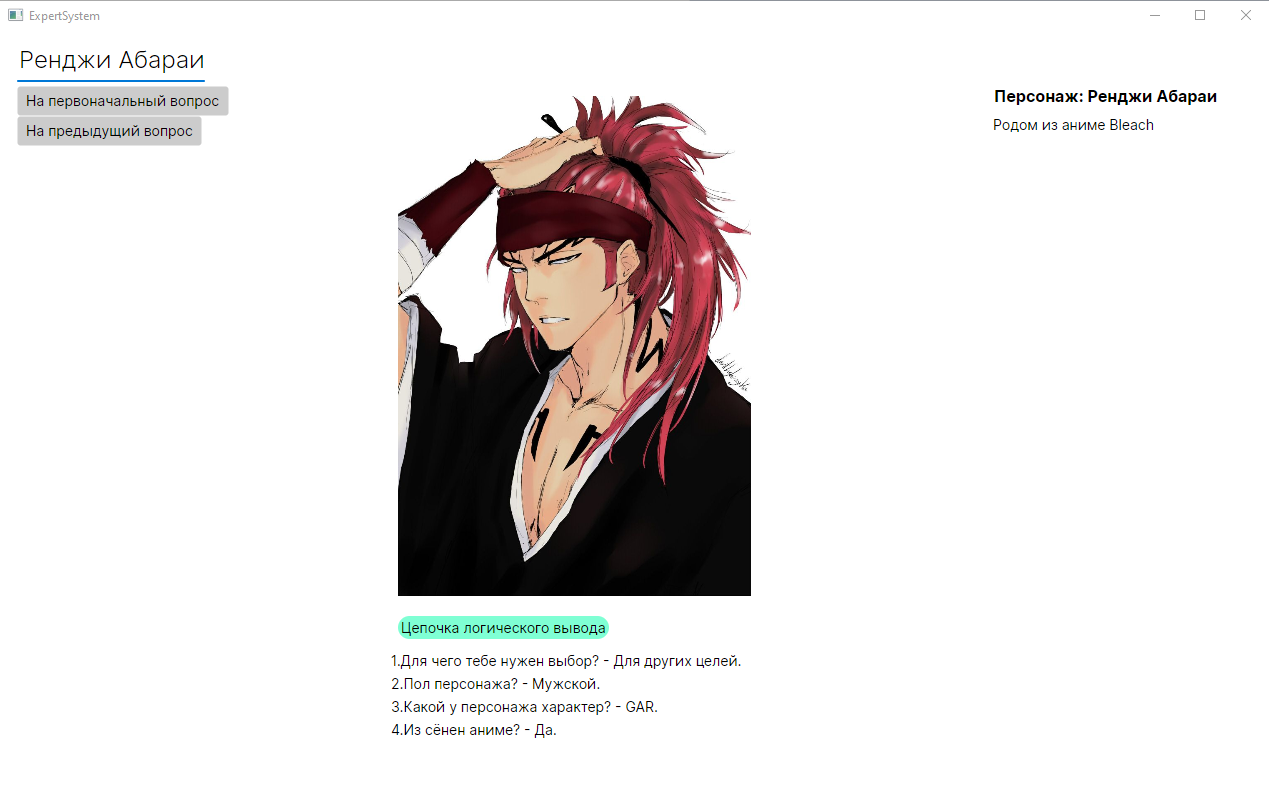 ExpertSystem
Ренджи Абараи
На первоначальный вопрос
На предыдущий вопрос
Персонаж: Ренджи Абараи
Родом из аниме Bleach
Цепочка логического вывода
1.Для чего тебе нужен выбор? - Для других целей.
2.Пол персонажа? - Мужской.
3.Какой у персонажа характер? - GAR.
4.Из сёнен аниме? - Да.